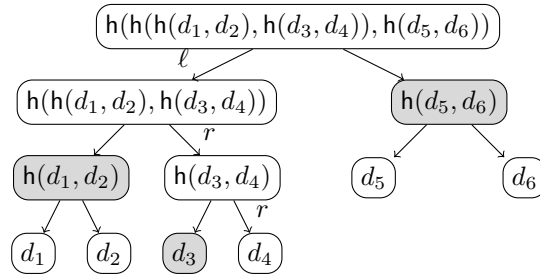 h(h(h(d₁, d₂), h(d₃, d₄)), h(d₅, d₆))
ℓ
h(h(d₁, d₂), h(d₃, d₄)) h(d₅, d₆)
r
h(d₁, d₂) h(d₃, d₄) d₅ d₆
r
d₁ d₂ d₃ d₄